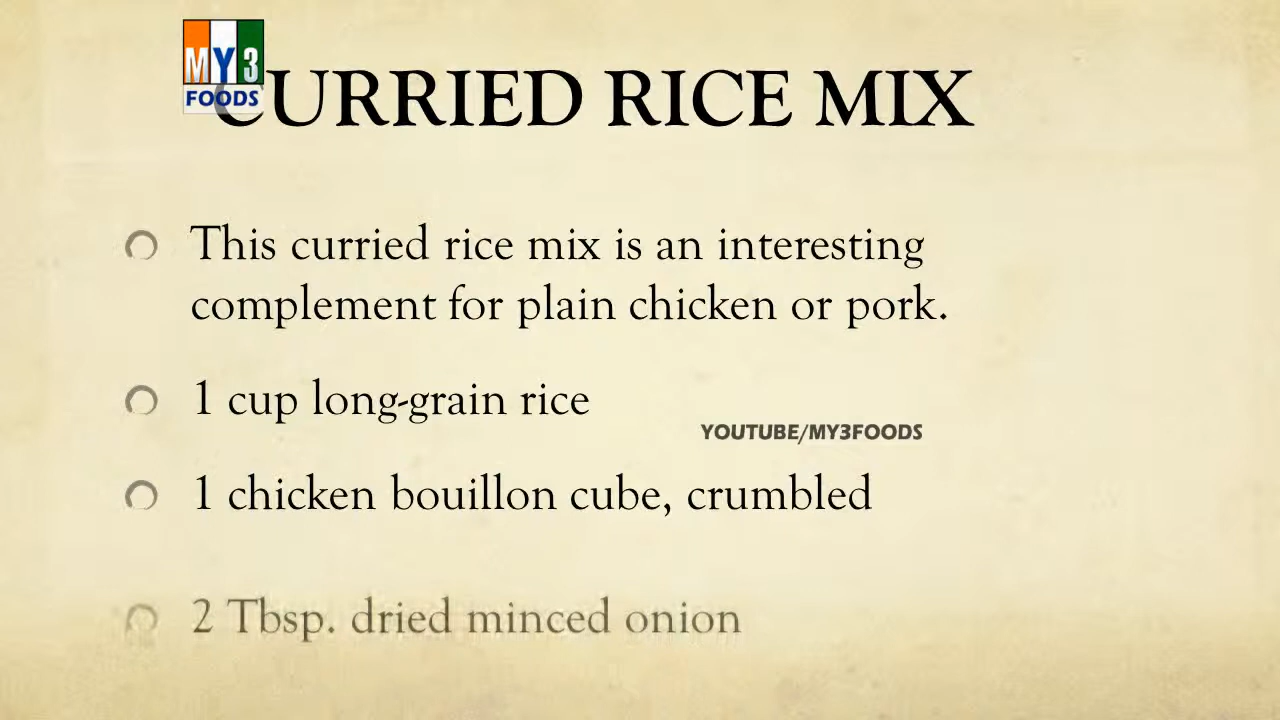 MY3
FOODS
CURRIED RICE MIX
This curried rice mix is an interesting
complement for plain chicken or pork.
1 cup long-grain rice
YOUTUBE/MY3FOODS
1 chicken bouillon cube, crumbled
2 Tbsp. dried minced onion